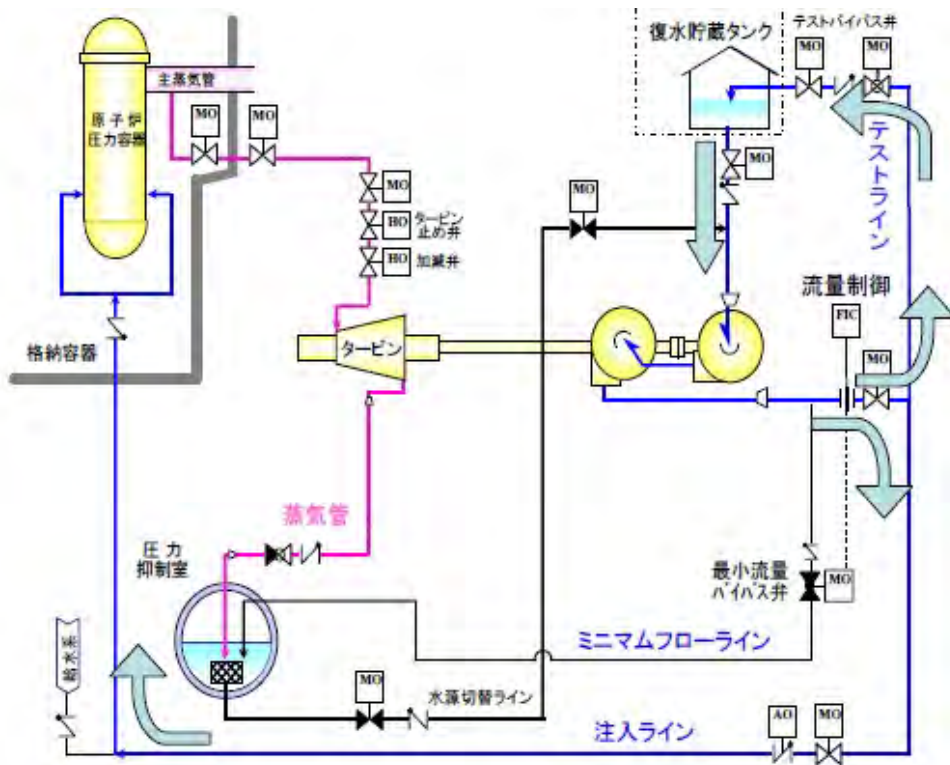 復水貯蔵タンク
テストバイパス弁
MO
MO
主蒸気管
原子炉
圧力容器
MO
MO
MO
テストライン
MO
MO
HO
タービン
止め弁
HO
加減弁
流量制御
FIC
格納容器
タービン
MO
蒸気管
圧力
抑制室
最小流量
バイパス弁
MO
ミニマムフローライン
給水系
MO
水源切替ライン
注入ライン
AO
MO